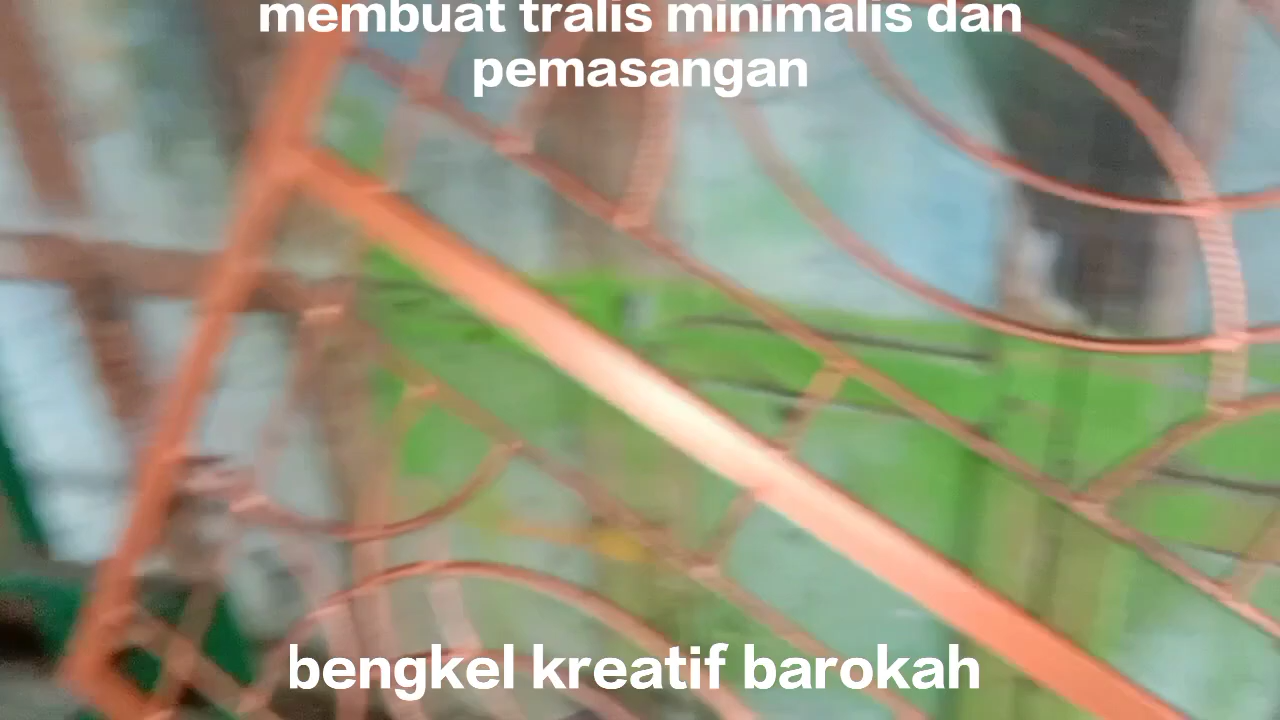 membuat tralis minimalis dan
pemasangan
bengkel kreatif barokah